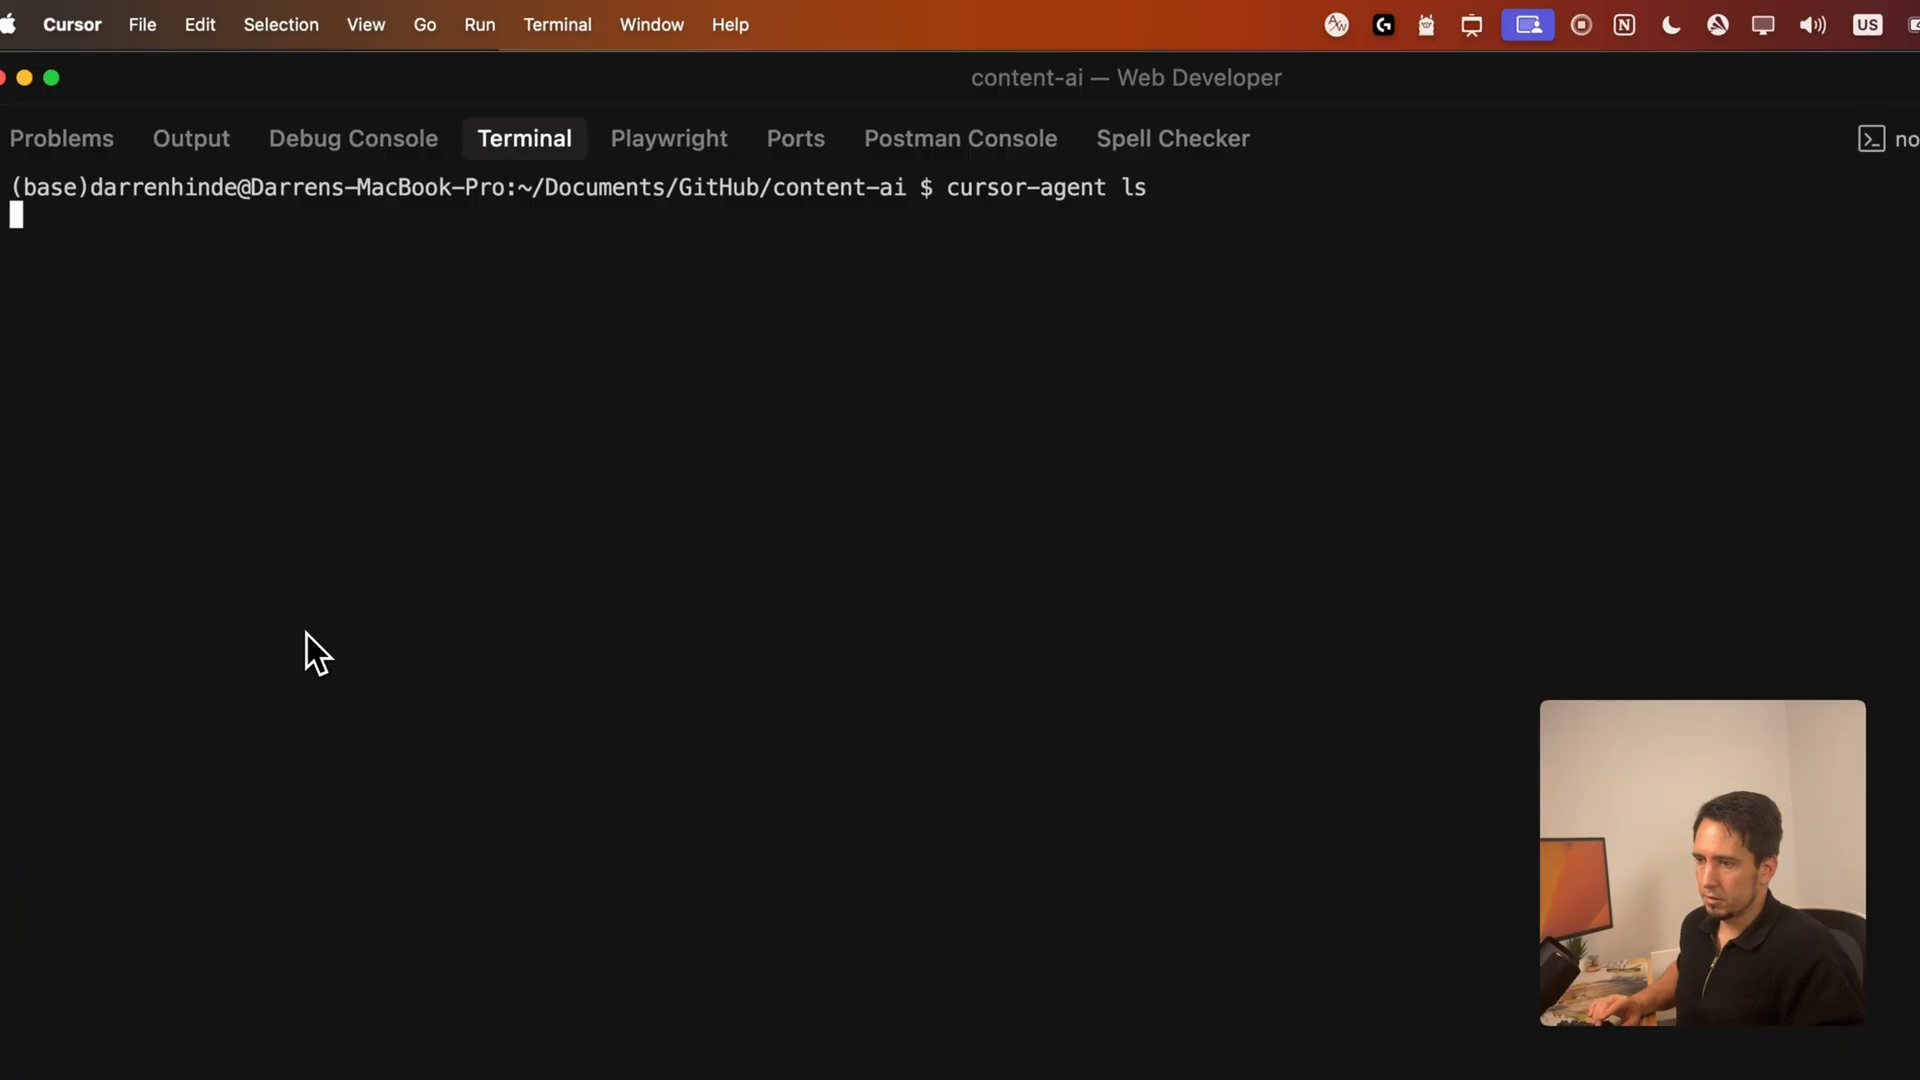 Cursor File Edit Selection View Go Run Terminal Window Help US
content-ai — Web Developer
Problems Output Debug Console Terminal Playwright Ports Postman Console Spell Checker no
(base)darrenhinde@Darrens-MacBook-Pro:~/Documents/GitHub/content-ai $ cursor-agent ls